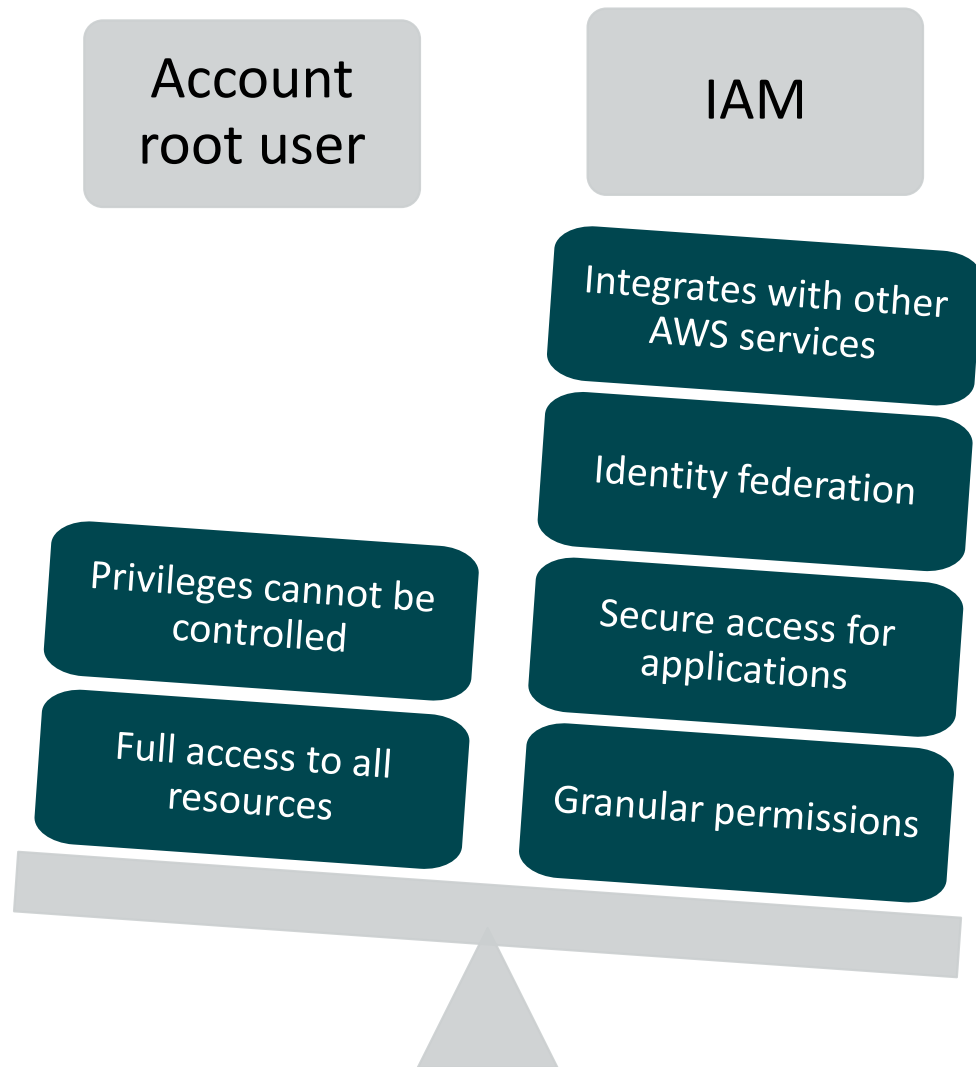 Account
root user
IAM
Integrates with other
AWS services
Identity federation
Privileges cannot be
controlled
Secure access for
applications
Full access to all
resources
Granular permissions